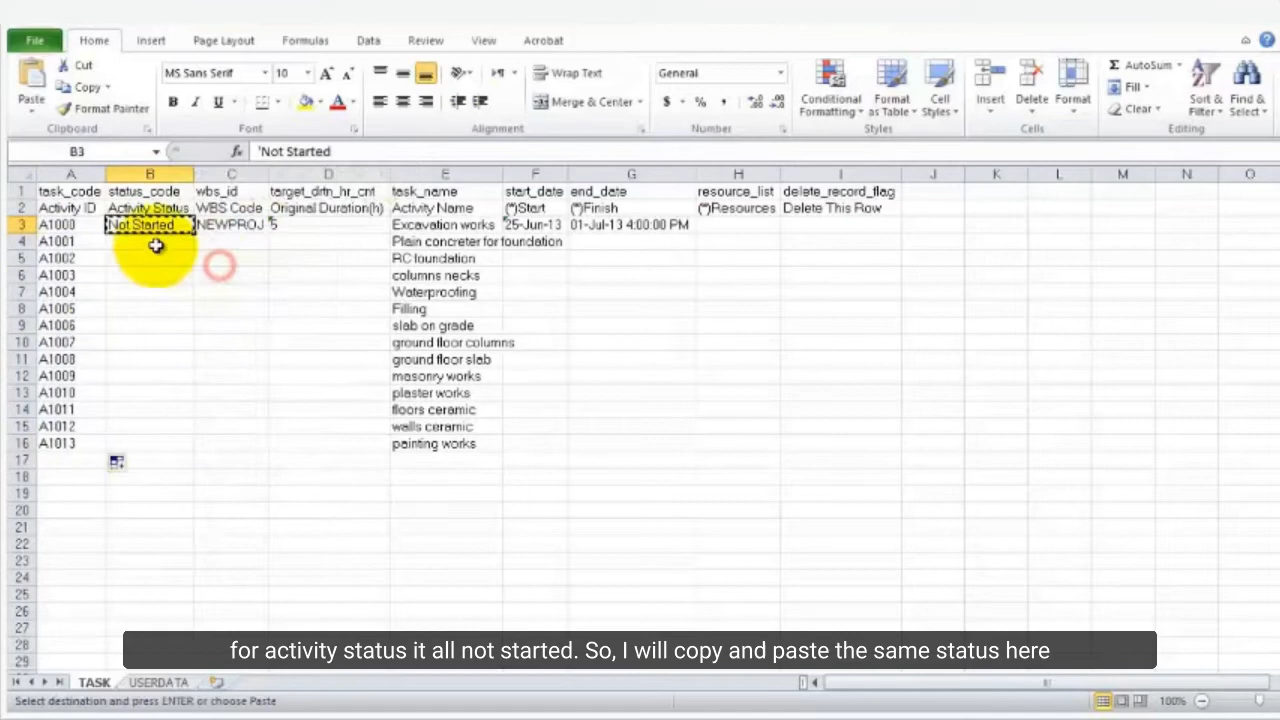 File Home Insert Page Layout Formulas Data Review View Acrobat
Cut
Copy
Format Painter
Paste
Clipboard
MS Sans Serif 10
B I U
Font
Wrap Text
Merge & Center
Alignment
General
$ % ,
Number
Conditional Formatting
Format as Table
Cell Styles
Styles
Insert Delete Format
Cells
AutoSum
Fill
Clear
Sort & Filter
Find & Select
Editing
B3 fx 'Not Started
A B C D E F G H I J K L M N O
1 task_code status_code wbs_id target_drtn_hr_cnt task_name start_date end_date resource_list delete_record_flag
2 Activity ID Activity Status WBS Code Original Duration(h) Activity Name (*)Start (*)Finish (*)Resources Delete This Row
3 A1000 Not Started NEWPROJ 5 Excavation works 25-Jun-13 01-Jul-13 4:00:00 PM
4 A1001 Plain concreter for foundation
5 A1002 RC foundation
6 A1003 columns necks
7 A1004 Waterproofing
8 A1005 Filling
9 A1006 slab on grade
10 A1007 ground floor columns
11 A1008 ground floor slab
12 A1009 masonry works
13 A1010 plaster works
14 A1011 floors ceramic
15 A1012 walls ceramic
16 A1013 painting works
17
18
19
20
21
22
23
24
25
26
27
28
29
for activity status it all not started. So, I will copy and paste the same status here
TASK USERDATA
Select destination and press ENTER or choose Paste 100%